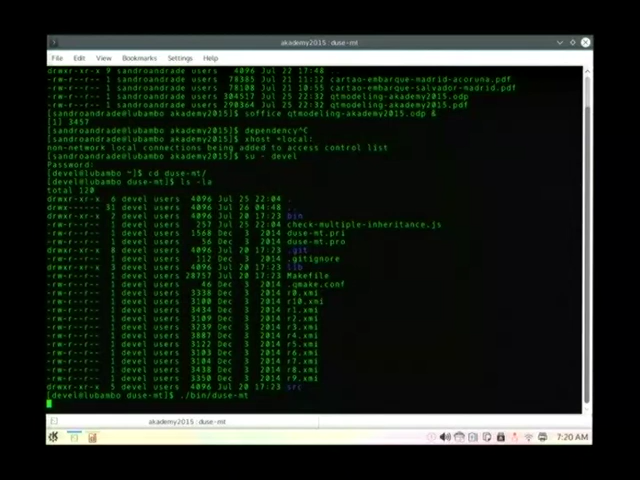 akademy2015 : duse-mt
File Edit View Bookmarks Settings Help
drwxr-xr-x 9 sandroandrade users 4096 Jul 22 17:48 ..
-rw-r--r-- 1 sandroandrade users 78385 Jul 21 11:12 cartao-embarque-madrid-acoruna.pdf
-rw-r--r-- 1 sandroandrade users 78180 Jul 21 10:55 cartao-embarque-salvador-madrid.pdf
-rw-r--r-- 1 sandroandrade users 304517 Jul 25 22:32 qtmodeling-akademy2015.odp
-rw-r--r-- 1 sandroandrade users 290364 Jul 25 22:32 qtmodeling-akademy2015.pdf
[sandroandrade@lubambo akademy2015]$ soffice qtmodeling-akademy2015.odp &
[1] 3457
[sandroandrade@lubambo akademy2015]$ dependency^C
[sandroandrade@lubambo akademy2015]$ xhost +local:
non-network local connections being added to access control list
[sandroandrade@lubambo akademy2015]$ su - devel
Password:
[devel@lubambo ~]$ cd duse-mt/
[devel@lubambo duse-mt]$ ls -la
total 120
drwxr-xr-x 6 devel users 4096 Jul 25 22:04 .
drwx------ 31 devel users 4096 Jul 26 04:48 ..
drwxr-xr-x 2 devel users 4096 Jul 20 17:23 bin
-rw-r--r-- 1 devel users 257 Jul 25 22:04 check-multiple-inheritance.js
-rw-r--r-- 1 devel users 1568 Dec 3 2014 duse-mt.pri
-rw-r--r-- 1 devel users 56 Dec 3 2014 duse-mt.pro
drwxr-xr-x 8 devel users 4096 Jul 20 17:23 .git
-rw-r--r-- 1 devel users 112 Dec 3 2014 .gitignore
drwxr-xr-x 3 devel users 4096 Jul 20 17:23 lib
-rw-r--r-- 1 devel users 28757 Jul 20 17:23 Makefile
-rw-r--r-- 1 devel users 46 Dec 3 2014 .qmake.conf
-rw-r--r-- 1 devel users 3338 Dec 3 2014 r0.xmi
-rw-r--r-- 1 devel users 3100 Dec 3 2014 r10.xmi
-rw-r--r-- 1 devel users 3434 Dec 3 2014 r1.xmi
-rw-r--r-- 1 devel users 3109 Dec 3 2014 r2.xmi
-rw-r--r-- 1 devel users 3239 Dec 3 2014 r3.xmi
-rw-r--r-- 1 devel users 3887 Dec 3 2014 r4.xmi
-rw-r--r-- 1 devel users 3122 Dec 3 2014 r5.xmi
-rw-r--r-- 1 devel users 3103 Dec 3 2014 r6.xmi
-rw-r--r-- 1 devel users 3104 Dec 3 2014 r7.xmi
-rw-r--r-- 1 devel users 3438 Dec 3 2014 r8.xmi
-rw-r--r-- 1 devel users 3350 Dec 3 2014 r9.xmi
drwxr-xr-x 5 devel users 4096 Jul 20 17:23 src
[devel@lubambo duse-mt]$ ./bin/duse-mt
akademy2015 : duse-mt
7:20 AM